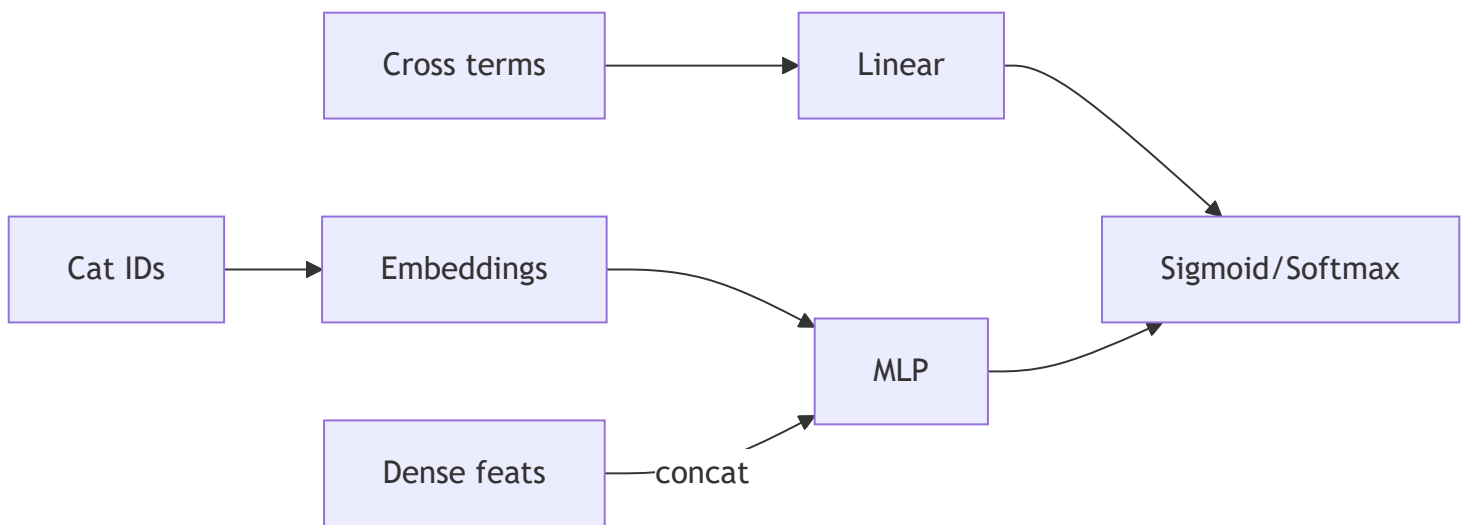 Cross terms
Linear
Cat IDs
Embeddings
Sigmoid/Softmax
MLP
Dense feats
concat